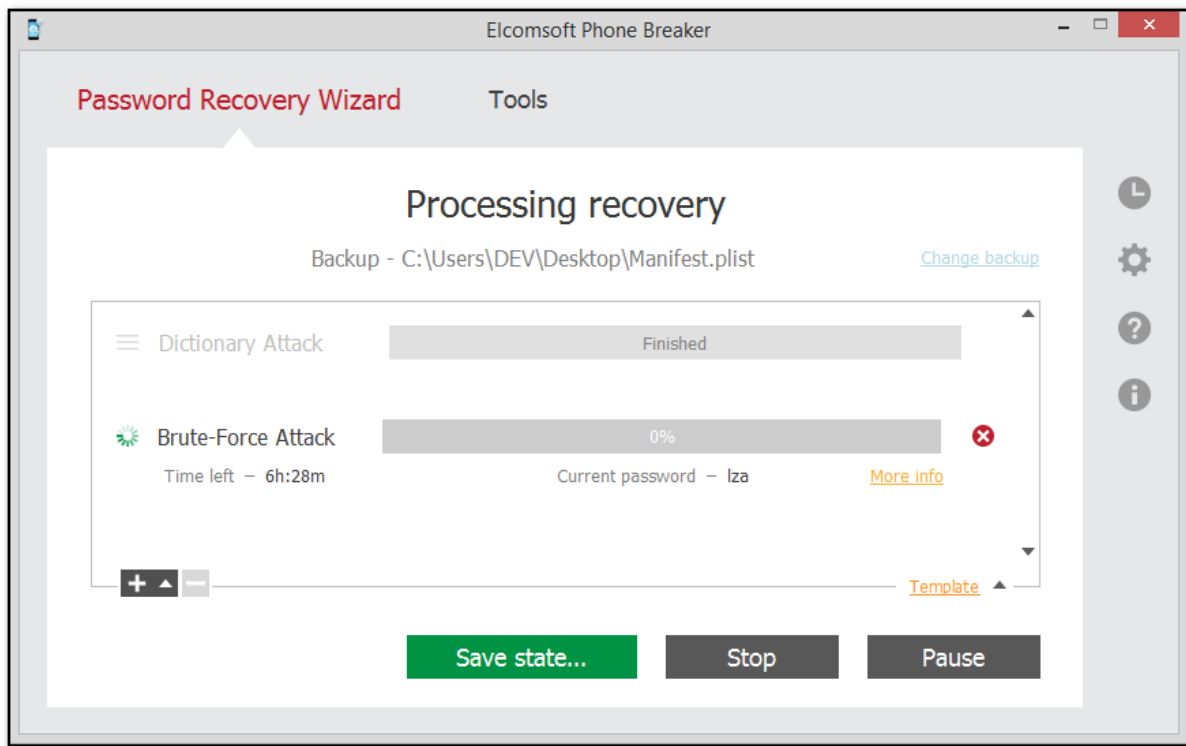 Elcomsoft Phone Breaker
Password Recovery Wizard Tools
Processing recovery
Backup - C:\Users\DEV\Desktop\Manifest.plist Change backup
Dictionary Attack Finished
Brute-Force Attack 0%
Time left – 6h:28m Current password – lza More info
Template
Save state... Stop Pause